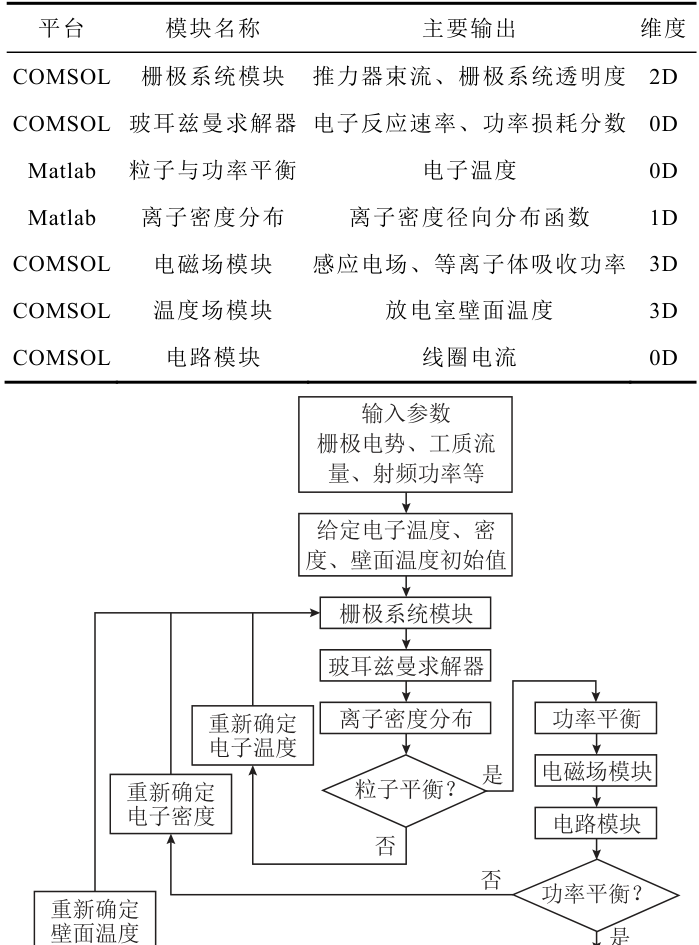 平台 模块名称 主要输出 维度
COMSOL 栅极系统模块 推力器束流、栅极系统透明度 2D
COMSOL 玻耳兹曼求解器 电子反应速率、功率损耗分数 0D
Matlab 粒子与功率平衡 电子温度 0D
Matlab 离子密度分布 离子密度径向分布函数 1D
COMSOL 电磁场模块 感应电场、等离子体吸收功率 3D
COMSOL 温度场模块 放电室壁面温度 3D
COMSOL 电路模块 线圈电流 0D
输入参数
栅极电势、工质流
量、射频功率等
给定电子温度、密
度、壁面温度初始值
栅极系统模块
玻耳兹曼求解器
离子密度分布
粒子平衡？
是
否
重新确定
电子温度
功率平衡
电磁场模块
电路模块
功率平衡？
否
是
重新确定
电子密度
重新确定
壁面温度